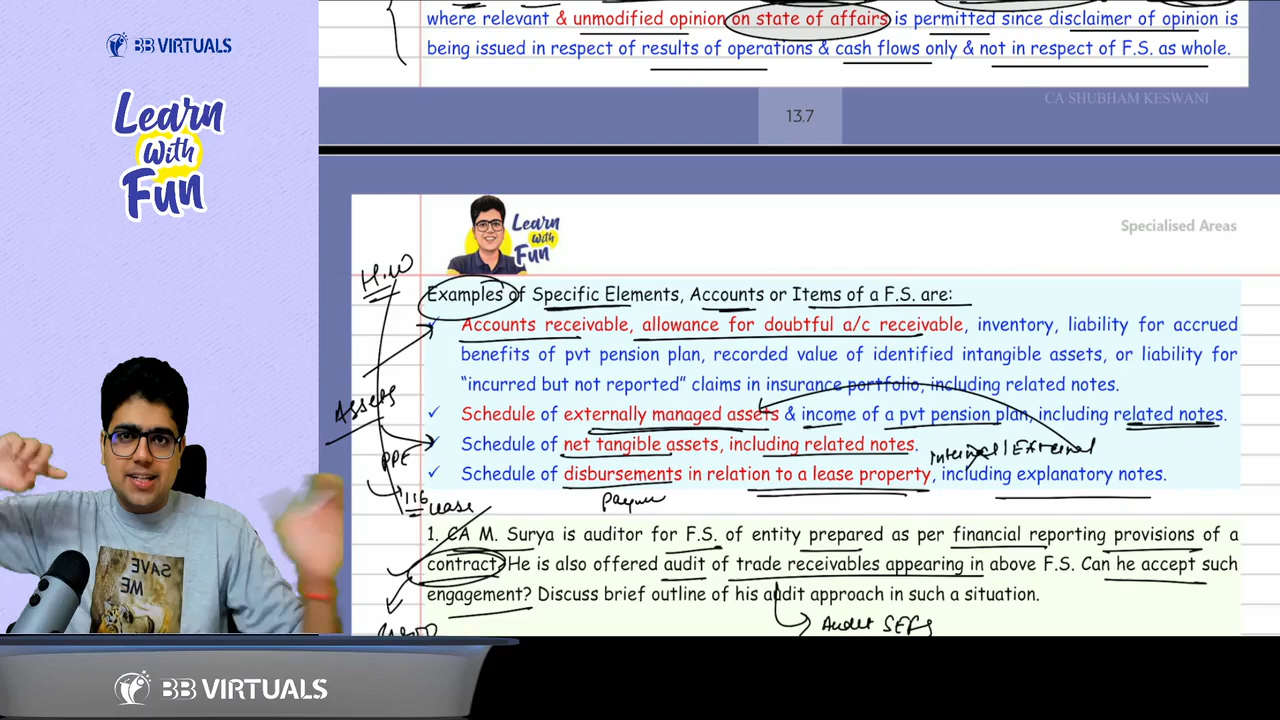 BB VIRTUALS
Learn
With
Fun
where relevant & unmodified opinion on state of affairs is permitted since disclaimer of opinion is
being issued in respect of results of operations & cash flows only & not in respect of F.S. as whole.
CA SHUBHAM KESWANI
13.7
Learn
With
Fun
Specialised Areas
H.W
Examples of Specific Elements, Accounts or Items of a F.S. are:
✓ Accounts receivable, allowance for doubtful a/c receivable, inventory, liability for accrued
benefits of pvt pension plan, recorded value of identified intangible assets, or liability for
“incurred but not reported” claims in insurance portfolio, including related notes.
Assets
✓ Schedule of externally managed assets & income of a pvt pension plan, including related notes.
✓ Schedule of net tangible assets, including related notes.
PPE
Internal/External
✓ Schedule of disbursements in relation to a lease property, including explanatory notes.
116 Lease
1. CA M. Surya is auditor for F.S. of entity prepared as per financial reporting provisions of a
contract. He is also offered audit of trade receivables appearing in above F.S. Can he accept such
engagement? Discuss brief outline of his audit approach in such a situation.
Audit
SAVE
ME
BB VIRTUALS